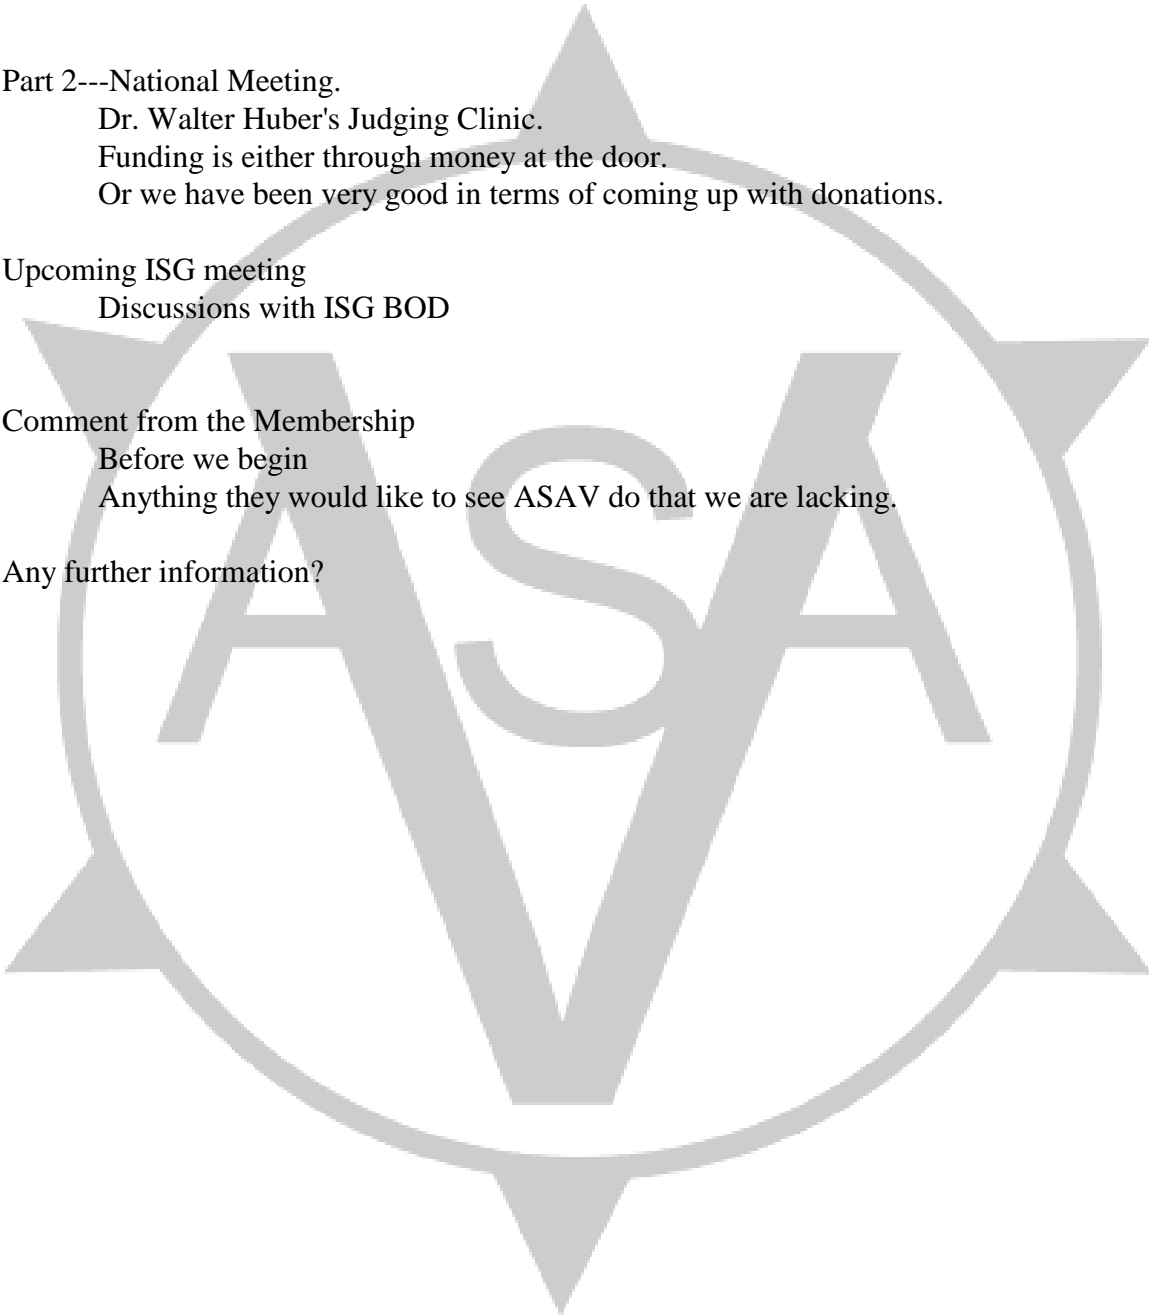 Part 2---National Meeting.
Dr. Walter Huber's Judging Clinic.
Funding is either through money at the door.
Or we have been very good in terms of coming up with donations.
Upcoming ISG meeting
Discussions with ISG BOD
Comment from the Membership
Before we begin
Anything they would like to see ASAV do that we are lacking.
Any further information?
ASA
V